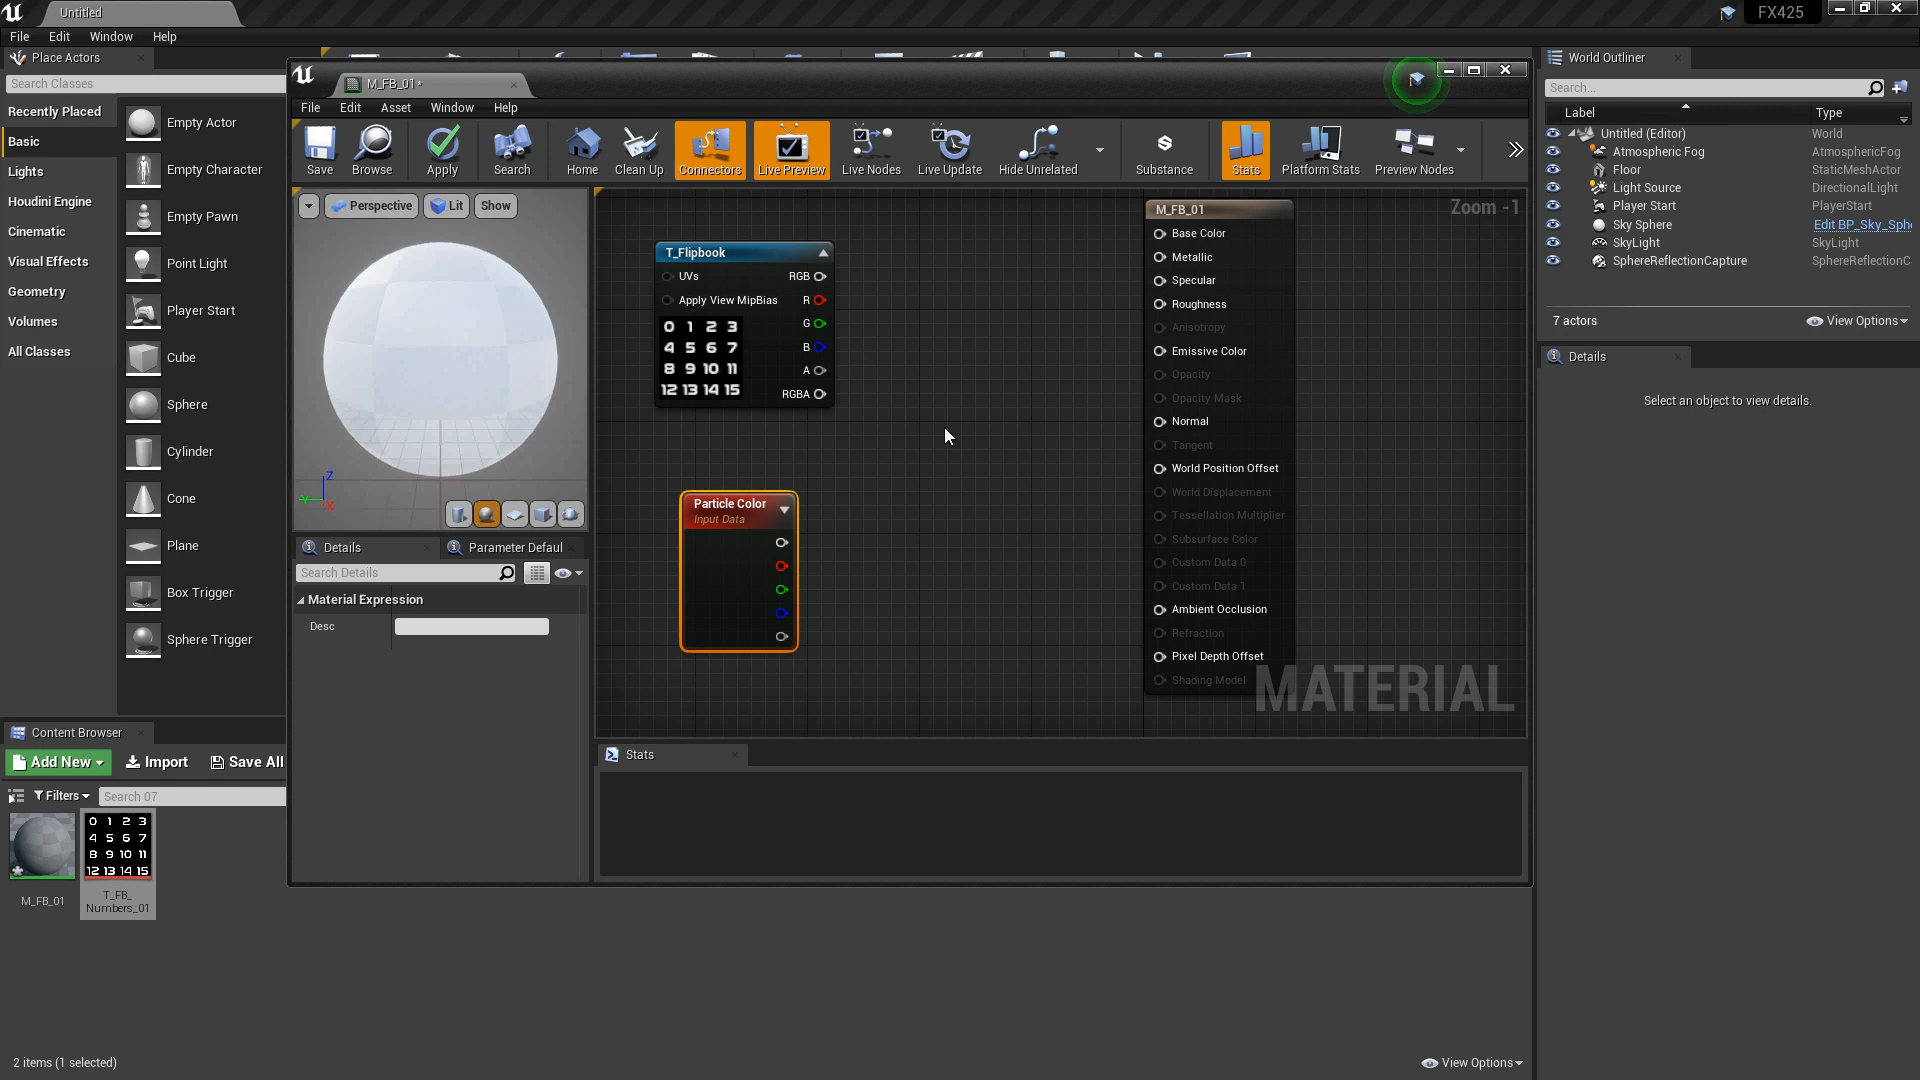 Untitled
FX425
File Edit Window Help
Place Actors
Search Classes
Recently Placed
Basic
Lights
Houdini Engine
Cinematic
Visual Effects
Geometry
Volumes
All Classes
Empty Actor
Empty Character
Empty Pawn
Point Light
Player Start
Cube
Sphere
Cylinder
Cone
Plane
Box Trigger
Sphere Trigger
M_FB_01*
File Edit Asset Window Help
Save Browse Apply Search Home Clean Up Connectors Live Preview Live Nodes Live Update Hide Unrelated Substance Stats Platform Stats Preview Nodes
Perspective Lit Show
Z
Y
X
Details
Parameter Defaul
Search Details
Material Expression
Desc
Zoom -1
T_Flipbook
UVs RGB
Apply View MipBias R
G
B
A
RGBA
0 1 2 3
4 5 6 7
8 9 10 11
12 13 14 15
Particle Color
Input Data
M_FB_01
Base Color
Metallic
Specular
Roughness
Anisotropy
Emissive Color
Opacity
Opacity Mask
Normal
Tangent
World Position Offset
World Displacement
Tessellation Multiplier
Subsurface Color
Custom Data 0
Custom Data 1
Ambient Occlusion
Refraction
Pixel Depth Offset
Shading Model
MATERIAL
Stats
World Outliner
Search...
Label Type
Untitled (Editor) World
Atmospheric Fog AtmosphericFog
Floor StaticMeshActor
Light Source DirectionalLight
Player Start PlayerStart
Sky Sphere Edit BP_Sky_Sph
SkyLight SkyLight
SphereReflectionCapture SphereReflectionC
7 actors
View Options
Details
Select an object to view details.
Content Browser
Add New Import Save All
Filters Search 07
0 1 2 3
4 5 6 7
8 9 10 11
12 13 14 15
M_FB_01
T_FB_
Numbers_01
2 items (1 selected)
View Options